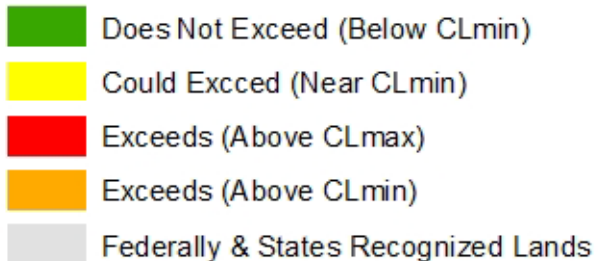 Does Not Exceed (Below CLmin)
Could Excced (Near CLmin)
Exceeds (Above CLmax)
Exceeds (Above CLmin)
Federally & States Recognized Lands